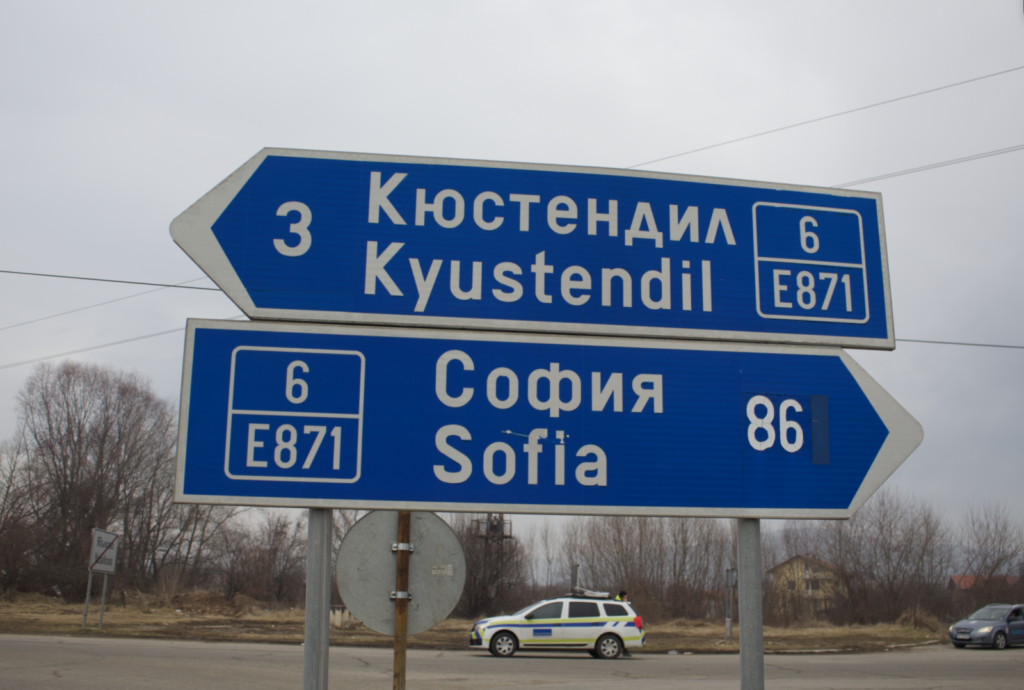 3
Кюстендил
Kyustendil
6
E871
6
E871
София
Sofia
86